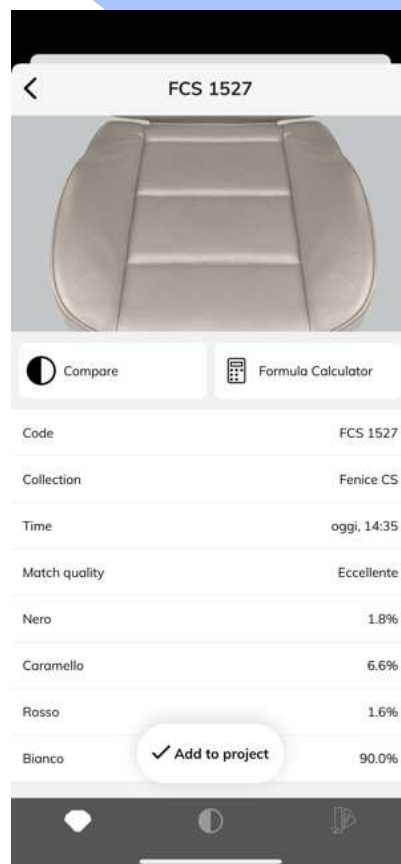 FCS 1527
Compare
Formula Calculator
Code FCS 1527
Collection Fenice CS
Time oggi, 14:35
Match quality Eccellente
Nero 1.8%
Caramello 6.6%
Rosso 1.6%
Bianco 90.0%
Add to project